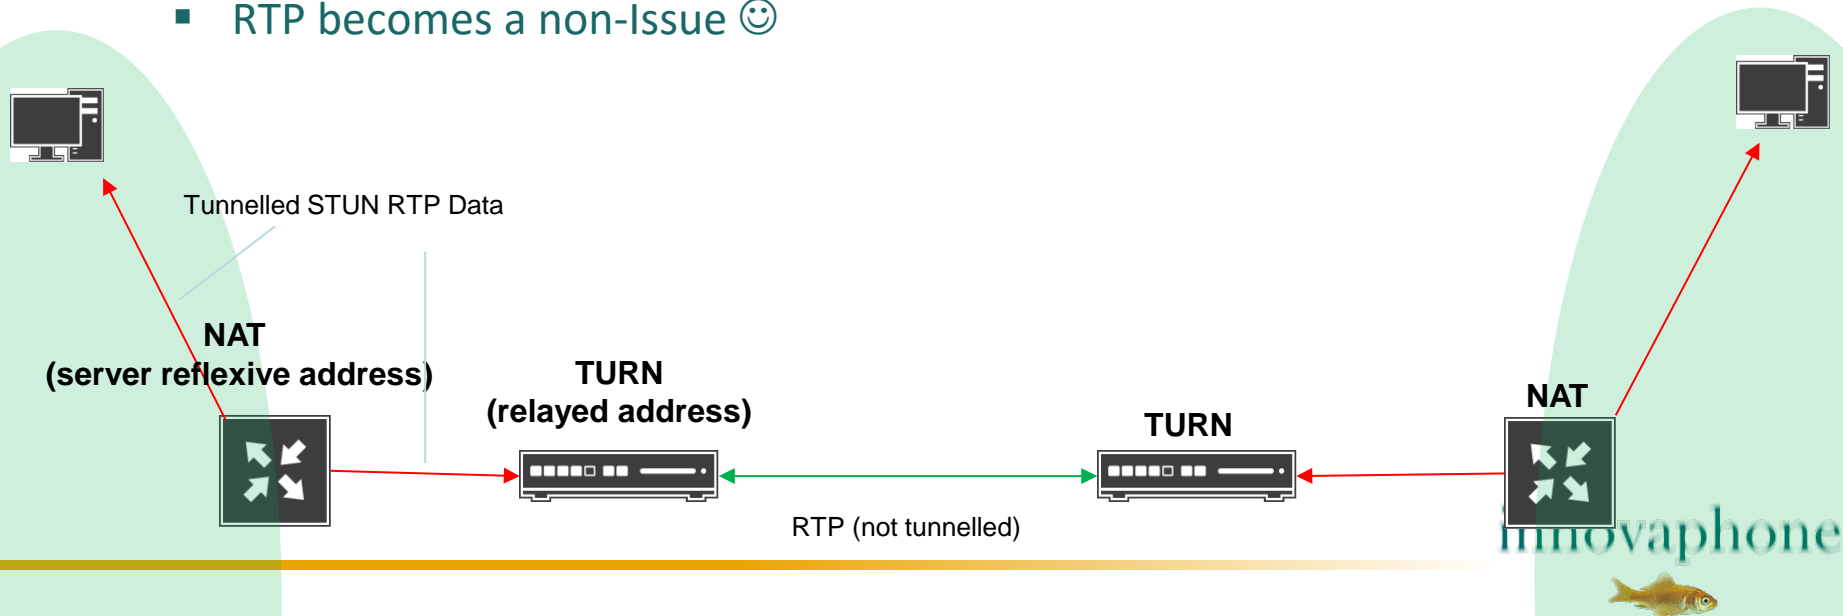 ▪ RTP becomes a non-Issue ☺
Tunnelled STUN RTP Data
NAT
(server reflexive address)
TURN
(relayed address)
TURN
NAT
RTP (not tunnelled)
innovaphone